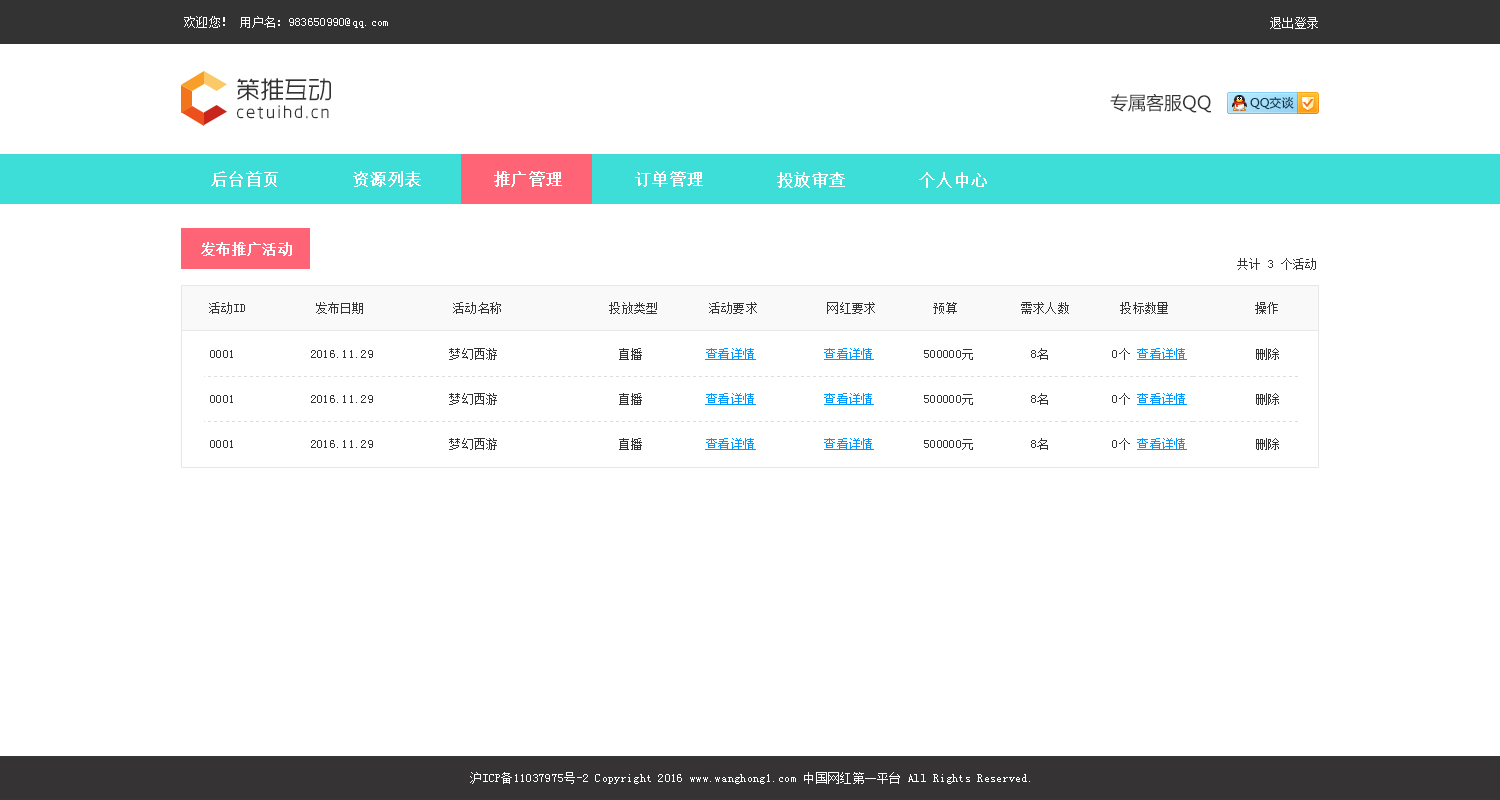 欢迎您！ 用户名：983650990@qq.com 退出登录
策推互动
cetuihd.cn
专属客服QQ QQ交谈
后台首页 资源列表 推广管理 订单管理 投放审查 个人中心
发布推广活动
共计 3 个活动
活动ID 发布日期 活动名称 投放类型 活动要求 网红要求 预算 需求人数 投标数量 操作
0001 2016.11.29 梦幻西游 直播 查看详情 查看详情 500000元 8名 0个 查看详情 删除
0001 2016.11.29 梦幻西游 直播 查看详情 查看详情 500000元 8名 0个 查看详情 删除
0001 2016.11.29 梦幻西游 直播 查看详情 查看详情 500000元 8名 0个 查看详情 删除
沪ICP备11037975号-2 Copyright 2016 www.wanghong1.com 中国网红第一平台 All Rights Reserved.